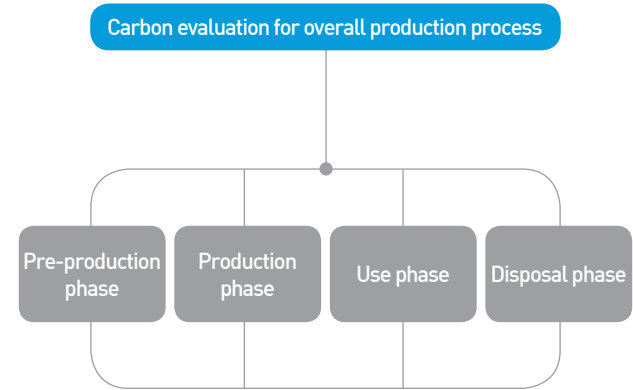 Carbon evaluation for overall production process
Pre-production
phase
Production
phase
Use phase
Disposal phase